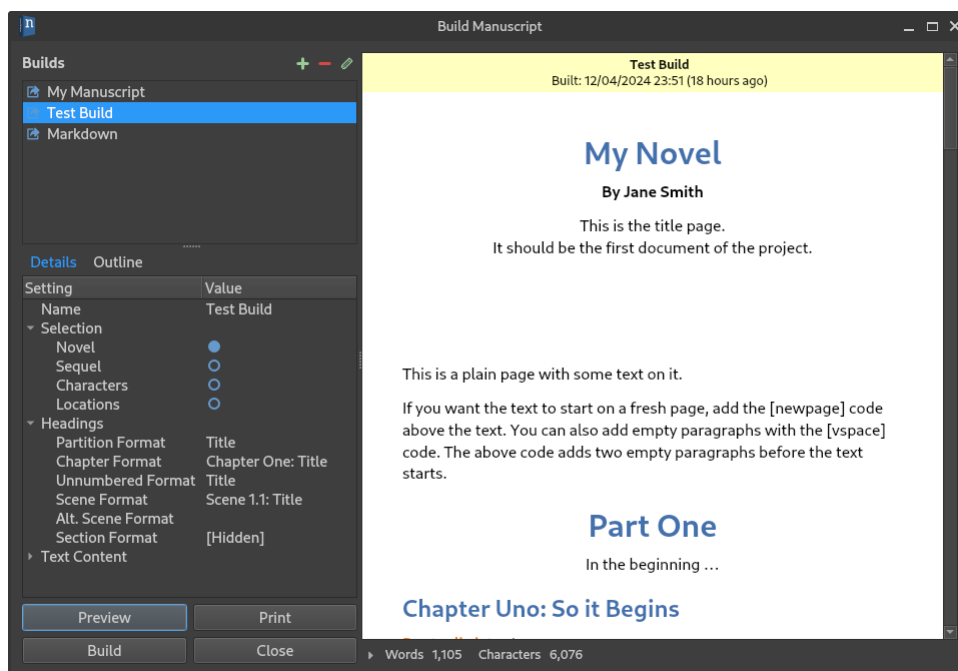 Build Manuscript
Builds
My Manuscript
Test Build
Markdown
Details Outline
Setting Value
Name Test Build
Selection
Novel
Sequel
Characters
Locations
Headings
Partition Format Title
Chapter Format Chapter One: Title
Unnumbered Format Title
Scene Format Scene 1.1: Title
Alt. Scene Format
Section Format [Hidden]
Text Content
Preview Print
Build Close
Test Build
Built: 12/04/2024 23:51 (18 hours ago)
My Novel
By Jane Smith
This is the title page.
It should be the first document of the project.
This is a plain page with some text on it.
If you want the text to start on a fresh page, add the [newpage] code
above the text. You can also add empty paragraphs with the [vspace]
code. The above code adds two empty paragraphs before the text
starts.
Part One
In the beginning …
Chapter Uno: So it Begins
Words 1,105 Characters 6,076